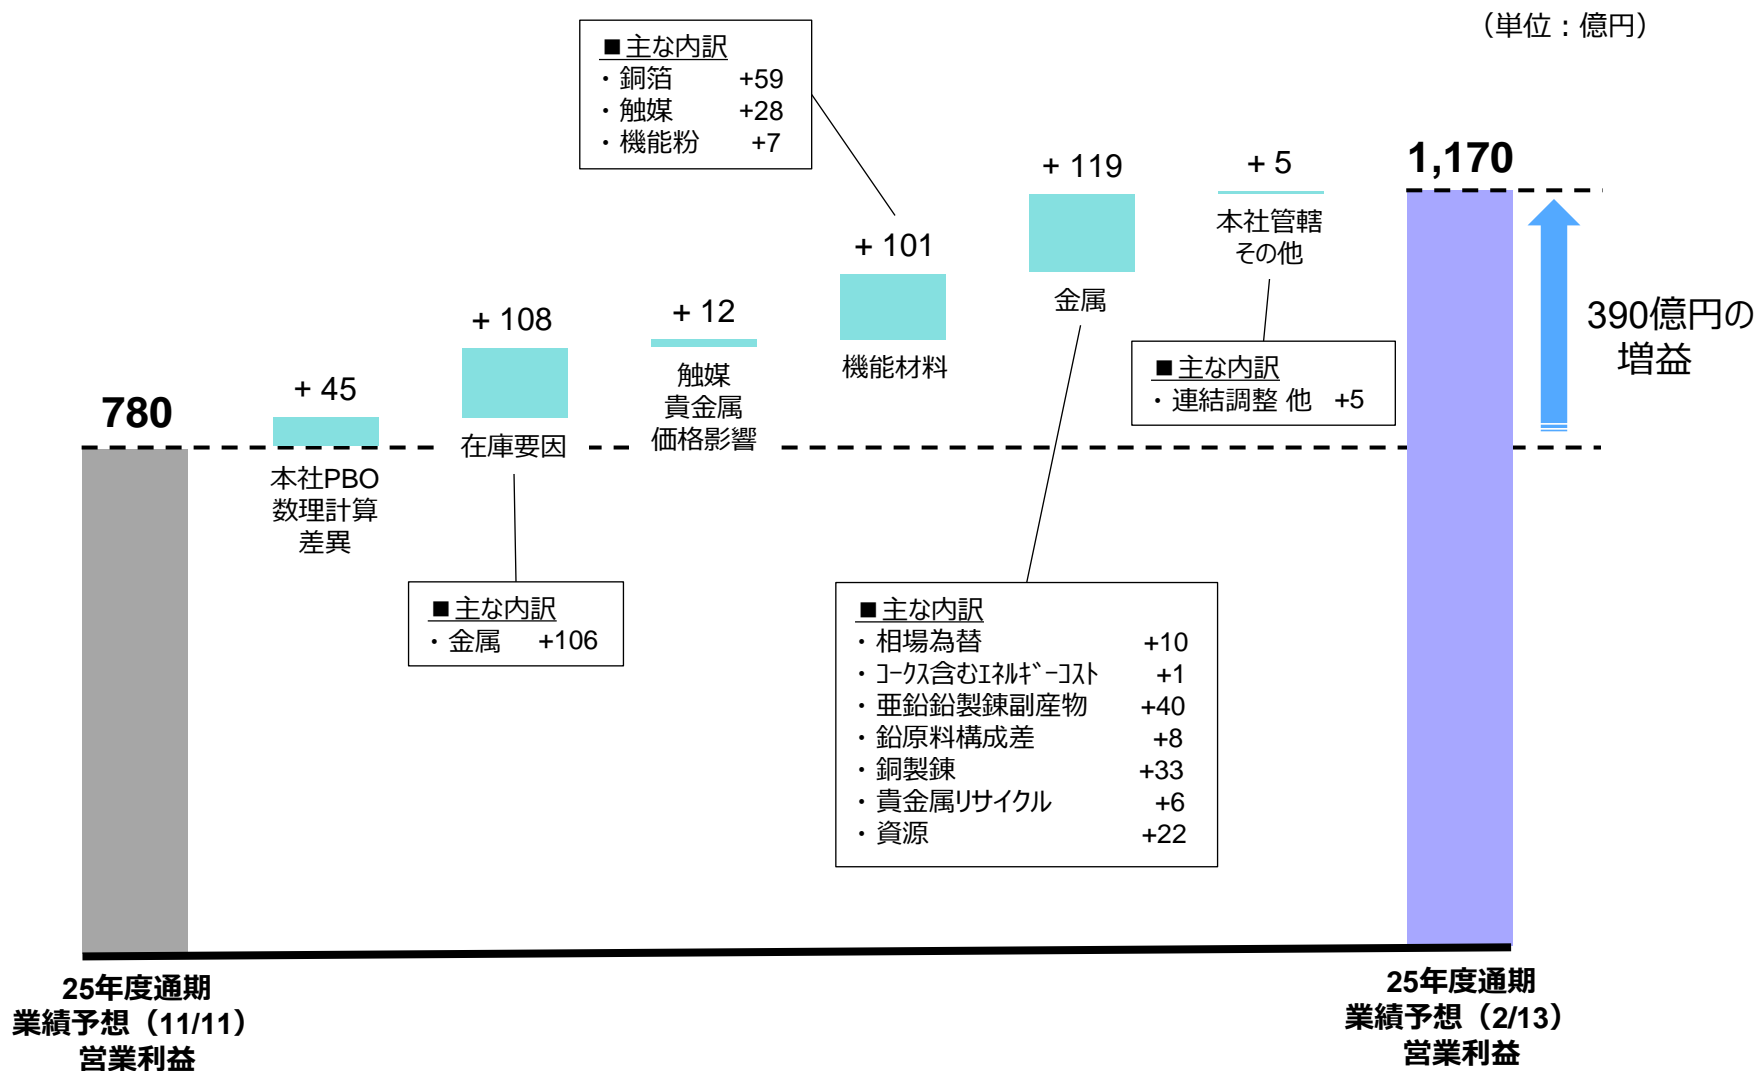 （単位：億円）
■主な内訳
・銅箔 +59
・触媒 +28
・機能粉 +7
780
+ 45
本社PBO
数理計算
差異
+ 108
在庫要因
■主な内訳
・金属 +106
+ 12
触媒
貴金属
価格影響
+ 101
機能材料
+ 119
金属
■主な内訳
・相場為替 +10
・ｺｰｸｽ含むｴﾈﾙｷﾞｰｺｽﾄ +1
・亜鉛鉛製錬副産物 +40
・鉛原料構成差 +8
・銅製錬 +33
・貴金属リサイクル +6
・資源 +22
+ 5
本社管轄
その他
■主な内訳
・連結調整 他 +5
1,170
390億円の
増益
25年度通期
業績予想（11/11）
営業利益
25年度通期
業績予想（2/13）
営業利益